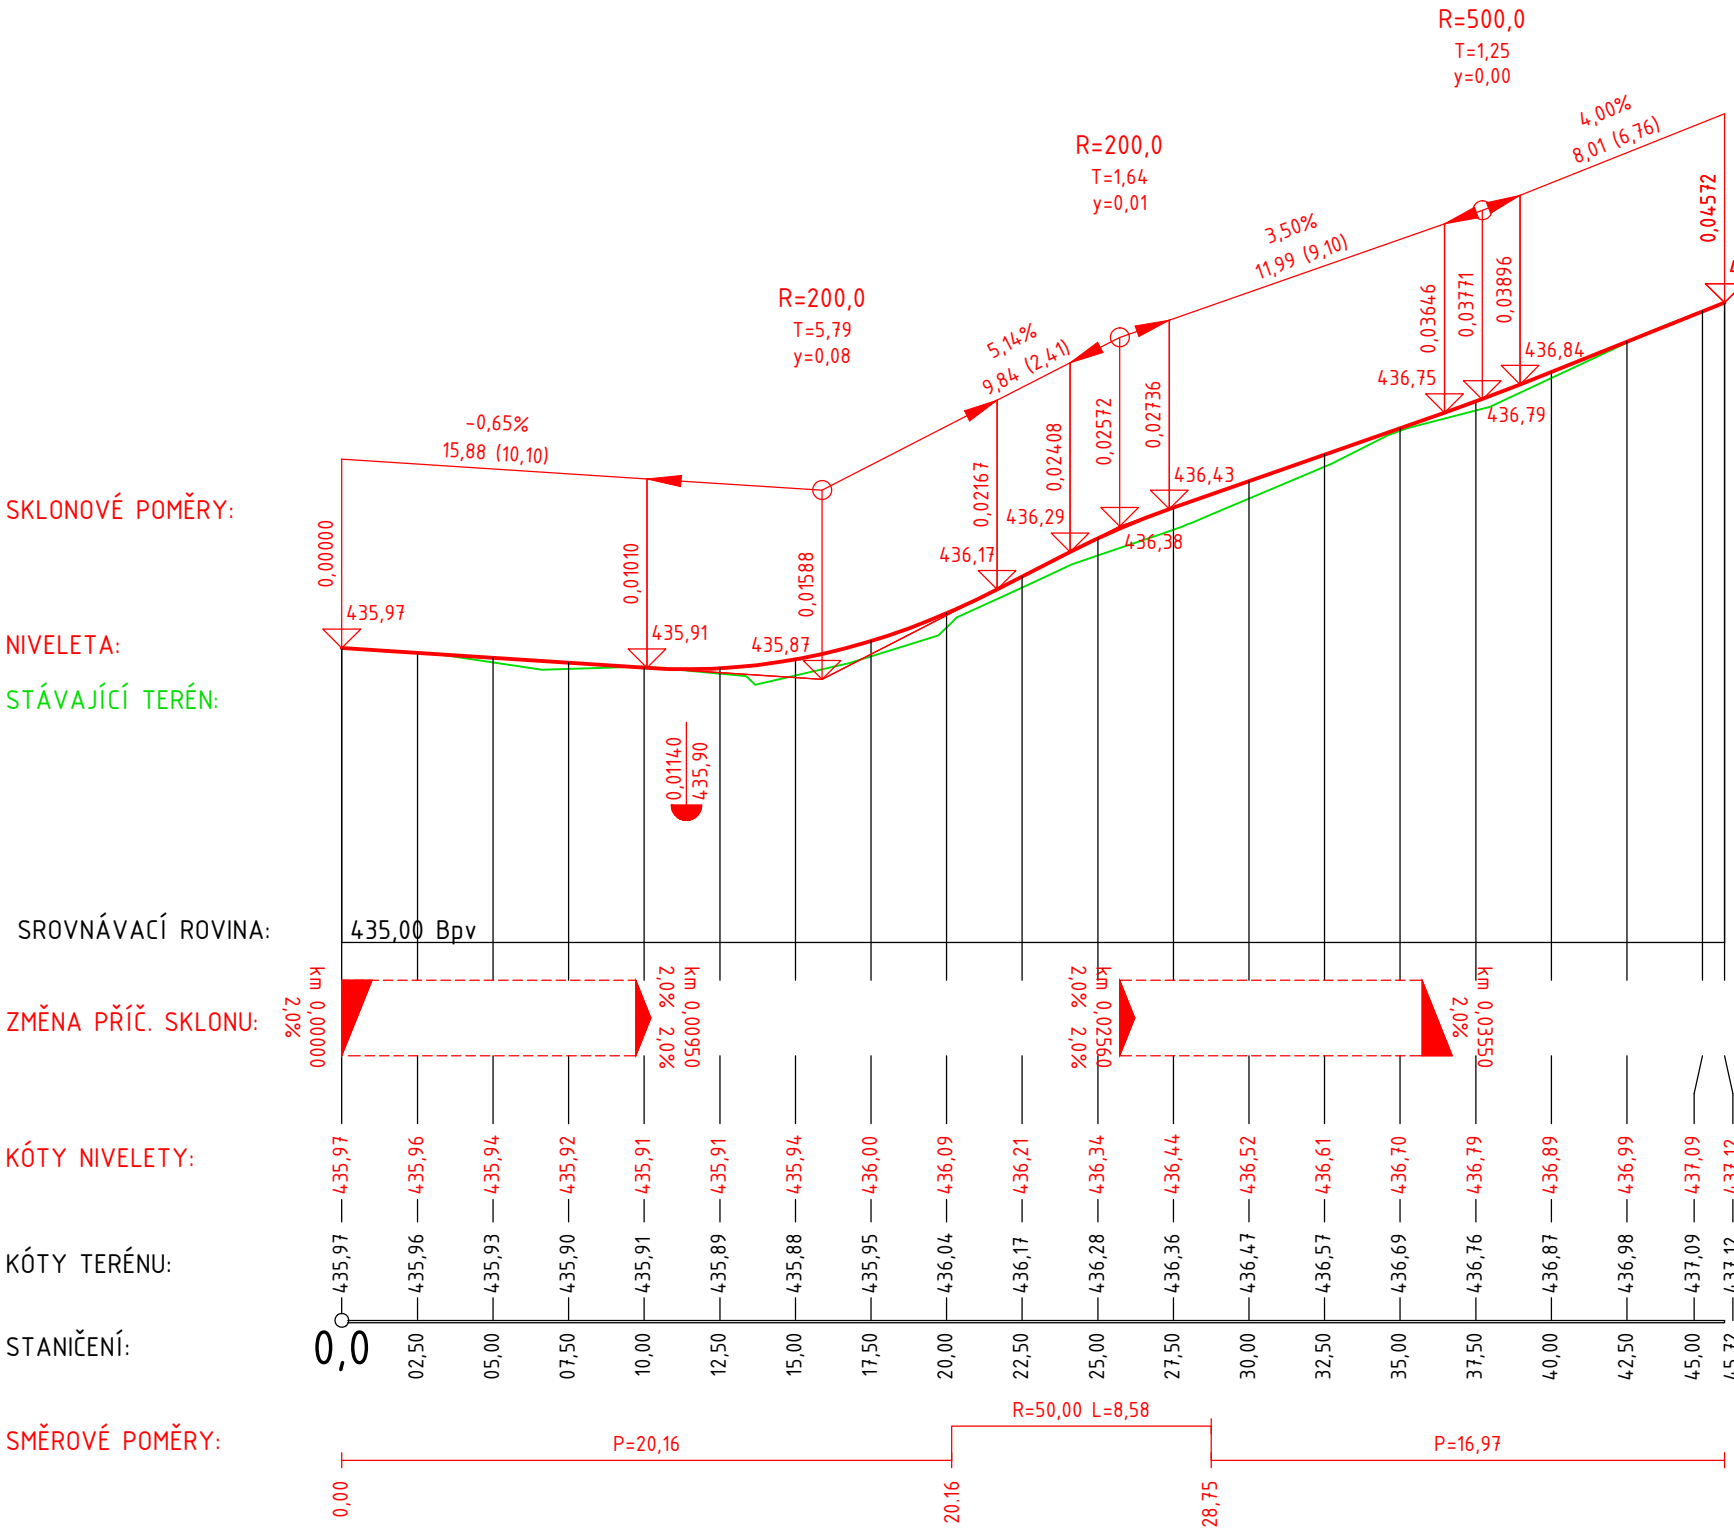 R=500,0
T=1,25
y=0,00
4,00%
8,01 (6,76)
R=200,0
T=1,64
y=0,01
0,04572
3,50%
11,99 (9,10)
R=200,0
T=5,79
y=0,08
5,14%
9,84 (2,41)
0,03646
0,03771
0,03896
436,84
436,75
436,79
-0,65%
15,88 (10,10)
0,02167
0,02408
0,02572
0,02736
436,43
436,29
436,38
436,17
SKLONOVÉ POMĚRY:
0,00000
0,01010
0,01588
435,97
435,91
435,87
NIVELETA:
STÁVAJÍCÍ TERÉN:
0,01140
435,90
SROVNÁVACÍ ROVINA:
435,00 Bpv
ZMĚNA PŘÍČ. SKLONU:
km 0,00000
2,0%
km 0,00950
2,0% 2,0%
km 0,02560
2,0% 2,0%
km 0,03550
2,0%
KÓTY NIVELETY:
435,97 435,96 435,94 435,92 435,91 435,91 435,94 436,00 436,09 436,21 436,34 436,44 436,52 436,61 436,70 436,79 436,89 436,99 437,09 437,12
KÓTY TERÉNU:
435,97 435,96 435,93 435,90 435,91 435,89 435,88 435,95 436,04 436,17 436,28 436,36 436,47 436,57 436,69 436,76 436,87 436,98 437,09 437,12
STANIČENÍ:
0,0 02,50 05,00 07,50 10,00 12,50 15,00 17,50 20,00 22,50 25,00 27,50 30,00 32,50 35,00 37,50 40,00 42,50 45,00 45,72
SMĚROVÉ POMĚRY:
P=20,16
R=50,00 L=8,58
P=16,97
0,00
20.16
28,75